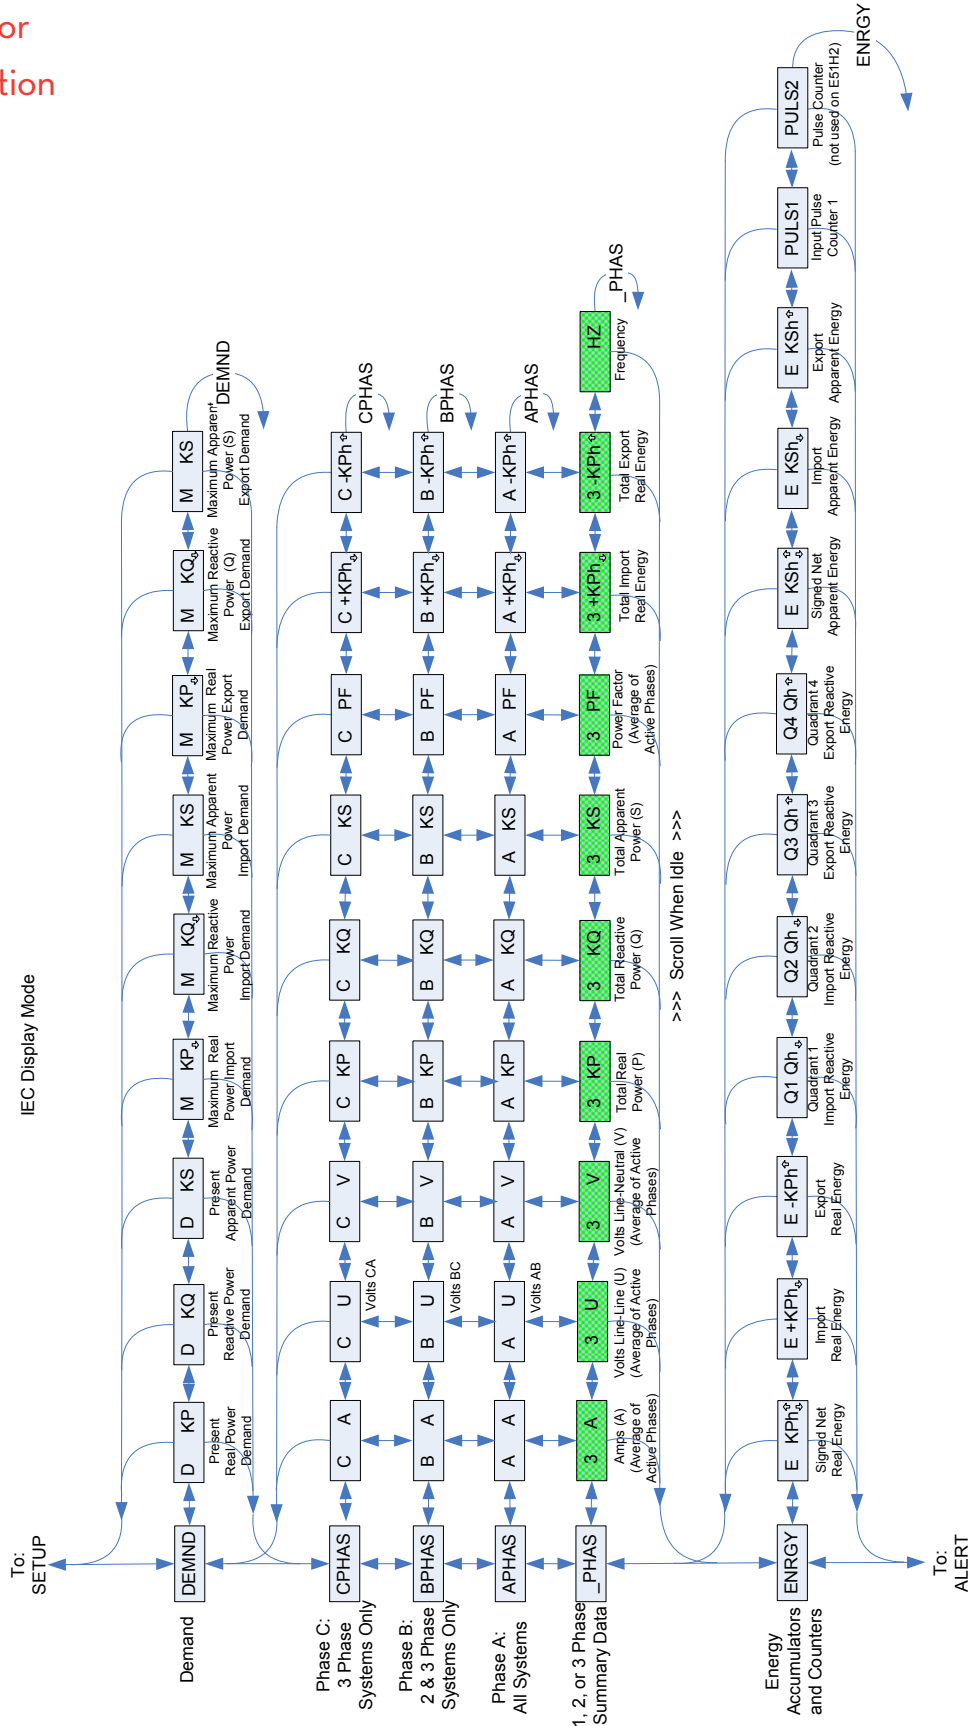 or
tion
IEC Display Mode
To:
SETUP
Demand
DEMND
D KP
Present
Real Power
Demand
D KQ
Present
Reactive Power
Demand
D KS
Present
Apparent Power
Demand
M KP
Maximum Real
Power Import
Demand
M KQ
Maximum Reactive
Power
Import Demand
M KS
Maximum Apparent
Power
Import Demand
M KP
Maximum Real
Power Export
Demand
M KQ
Maximum Reactive
Power (Q)
Export Demand
M KS
Maximum Apparent
Power (S)
Export Demand
DEMND
Phase C:
3 Phase
Systems Only
CPHAS
C A
C U
Volts CA
C V
C KP
C KQ
C KS
C PF
C +KPh
C -KPh
CPHAS
Phase B:
2 & 3 Phase
Systems Only
BPHAS
B A
B U
Volts BC
B V
B KP
B KQ
B KS
B PF
B +KPh
B -KPh
BPHAS
Phase A:
All Systems
APHAS
A A
A U
Volts AB
A V
A KP
A KQ
A KS
A PF
A +KPh
A -KPh
APHAS
1, 2, or 3 Phase
Summary Data
_PHAS
3 A
Amps (A)
(Average of
Active Phases)
3 U
Volts Line-Line (U)
(Average of Active
Phases)
3 V
Volts Line-Neutral (V)
(Average of Active
Phases)
3 KP
Total Real
Power (P)
3 KQ
Total Reactive
Power (Q)
3 KS
Total Apparent
Power (S)
3 PF
Power Factor
(Average of
Active Phases)
3 +KPh
Total Import
Real Energy
3 -KPh
Total Export
Real Energy
HZ
Frequency
_PHAS
>>> Scroll When Idle >>>
Energy
Accumulators
and Counters
ENRGY
E KPh
Signed Net
Real Energy
E +KPh
Import
Real Energy
E -KPh
Export
Real Energy
Q1 Qh
Quadrant 1
Import Reactive
Energy
Q2 Qh
Quadrant 2
Import Reactive
Energy
Q3 Qh
Quadrant 3
Export Reactive
Energy
Q4 Qh
Quadrant 4
Export Reactive
Energy
E KSh
Signed Net
Apparent Energy
E KSh
Import
Apparent Energy
E KSh
Export
Apparent Energy
PULS1
Input Pulse
Counter 1
PULS2
Pulse Counter
(not used on E51H2)
ENRGY
To:
ALERT